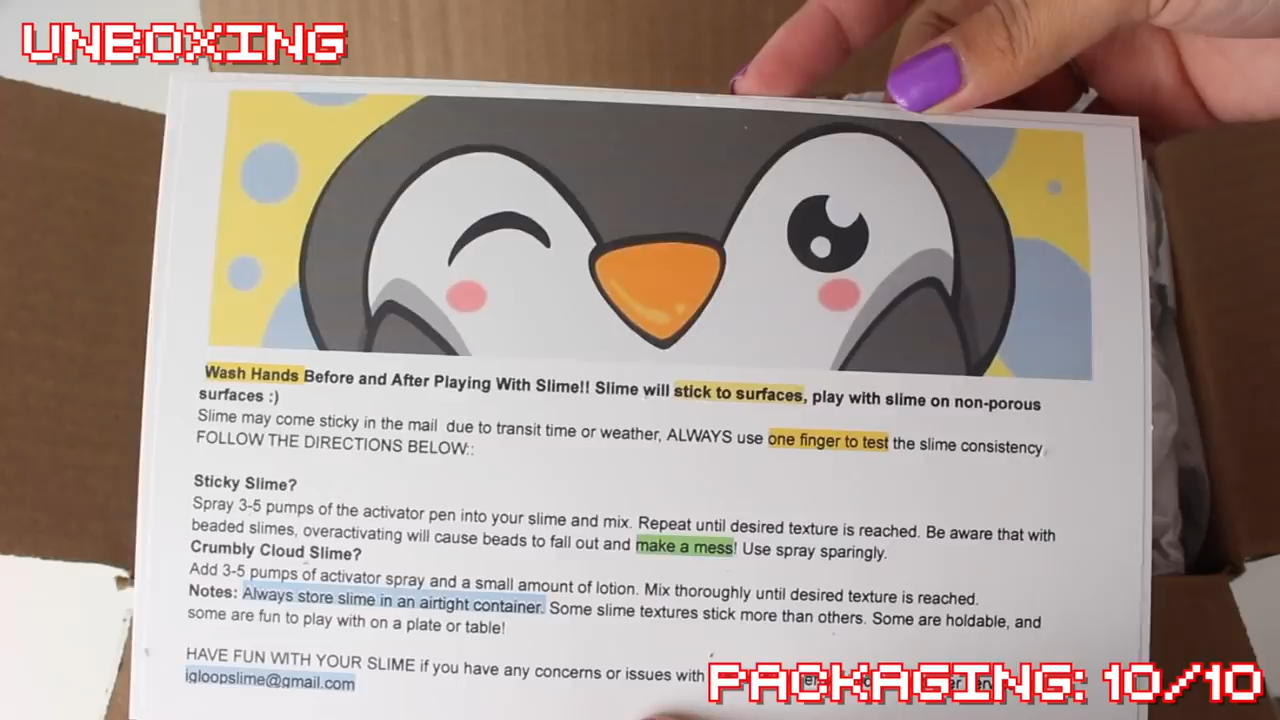 UNBOXING
Wash Hands Before and After Playing With Slime!! Slime will stick to surfaces, play with slime on non-porous
surfaces :)
Slime may come sticky in the mail due to transit time or weather, ALWAYS use one finger to test the slime consistency
FOLLOW THE DIRECTIONS BELOW::
Sticky Slime?
Spray 3-5 pumps of the activator pen into your slime and mix. Repeat until desired texture is reached. Be aware that with
beaded slimes, overactivating will cause beads to fall out and make a mess! Use spray sparingly.
Crumbly Cloud Slime?
Add 3-5 pumps of activator spray and a small amount of lotion. Mix thoroughly until desired texture is reached.
Notes: Always store slime in an airtight container. Some slime textures stick more than others. Some are holdable, and
some are fun to play with on a plate or table!
HAVE FUN WITH YOUR SLIME if you have any concerns or issues with
igloopslime@gmail.com
PACKAGING: 10/10